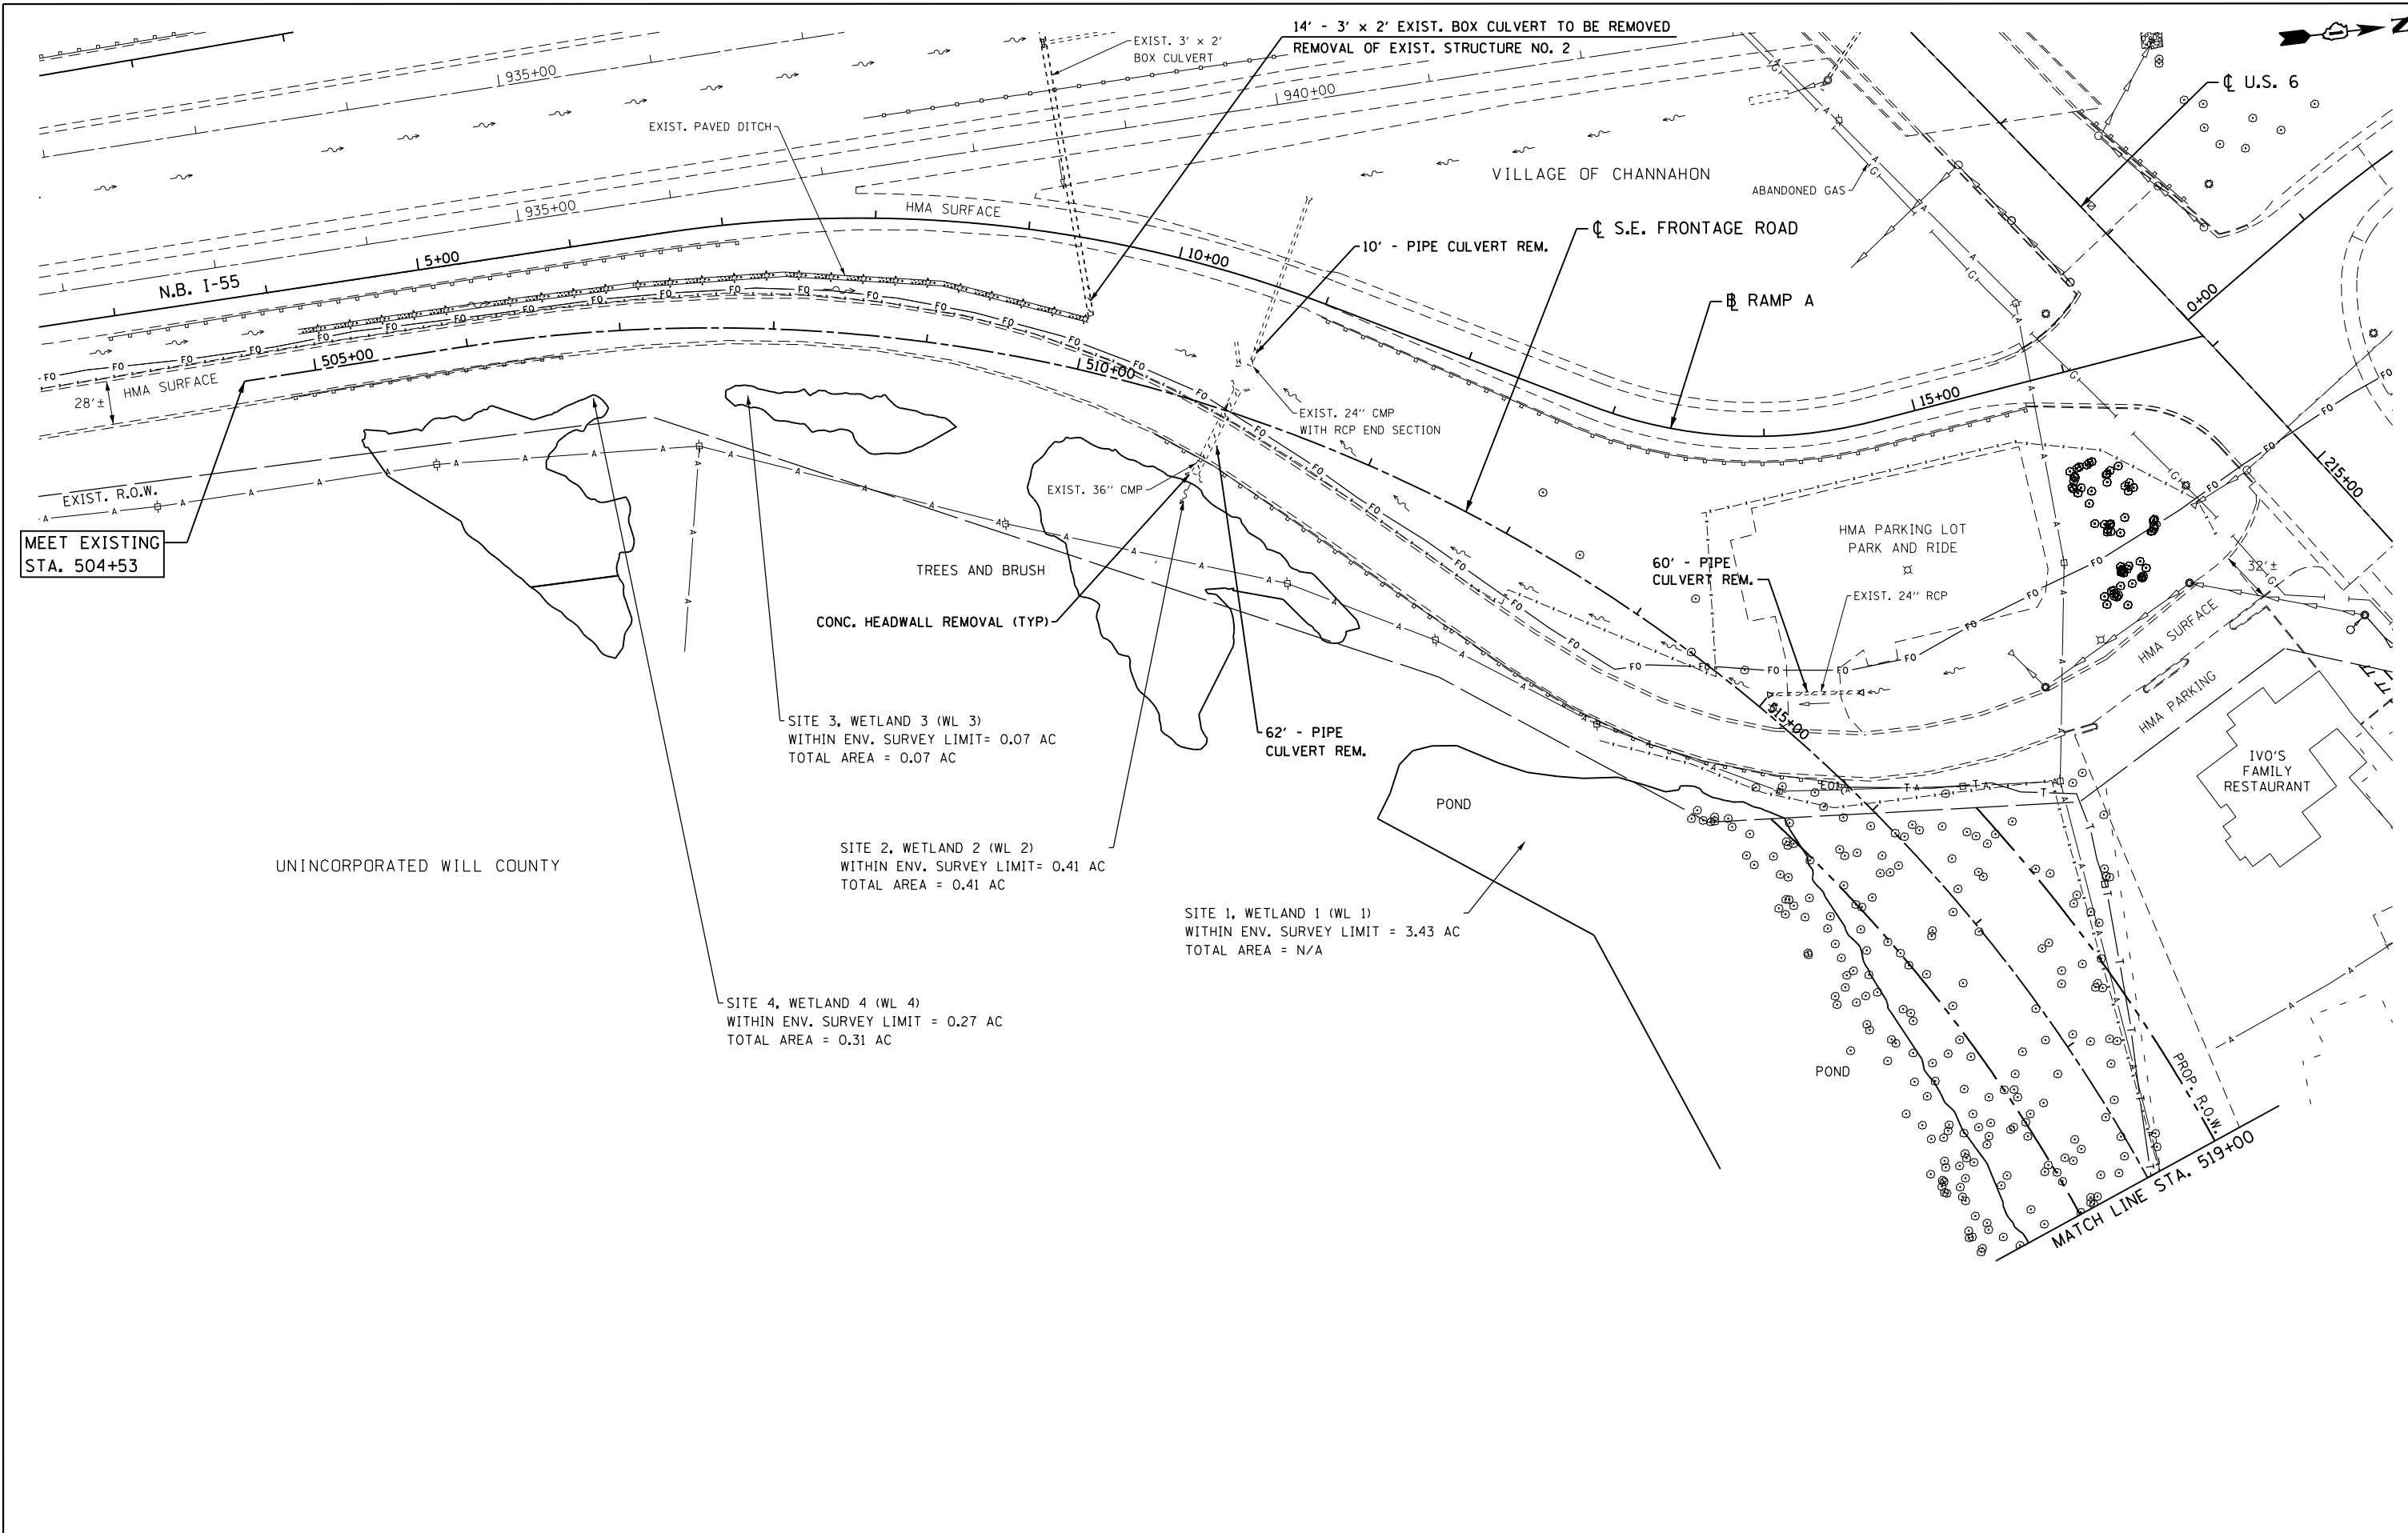 14' - 3' x 2' EXIST. BOX CULVERT TO BE REMOVED
REMOVAL OF EXIST. STRUCTURE NO. 2
EXIST. 3' x 2'
BOX CULVERT
N
℄ U.S. 6
935+00
940+00
EXIST. PAVED DITCH
VILLAGE OF CHANNAHON
ABANDONED GAS
935+00
HMA SURFACE
℄ S.E. FRONTAGE ROAD
10' - PIPE CULVERT REM.
5+00
10+00
N.B. I-55
B RAMP A
0+00
505+00
510+00
HMA SURFACE
28'±
15+00
EXIST. 24" CMP
WITH RCP END SECTION
215+00
EXIST. R.O.W.
EXIST. 36" CMP
MEET EXISTING
STA. 504+53
HMA PARKING LOT
PARK AND RIDE
TREES AND BRUSH
60' - PIPE
CULVERT REM.
32'±
EXIST. 24" RCP
CONC. HEADWALL REMOVAL (TYP)
HMA SURFACE
HMA PARKING
SITE 3, WETLAND 3 (WL 3)
WITHIN ENV. SURVEY LIMIT= 0.07 AC
TOTAL AREA = 0.07 AC
62' - PIPE
CULVERT REM.
515+00
IVO'S
FAMILY
RESTAURANT
POND
SITE 2, WETLAND 2 (WL 2)
WITHIN ENV. SURVEY LIMIT= 0.41 AC
TOTAL AREA = 0.41 AC
UNINCORPORATED WILL COUNTY
SITE 1, WETLAND 1 (WL 1)
WITHIN ENV. SURVEY LIMIT = 3.43 AC
TOTAL AREA = N/A
SITE 4, WETLAND 4 (WL 4)
WITHIN ENV. SURVEY LIMIT = 0.27 AC
TOTAL AREA = 0.31 AC
POND
PROP. R.O.W.
MATCH LINE STA. 519+00